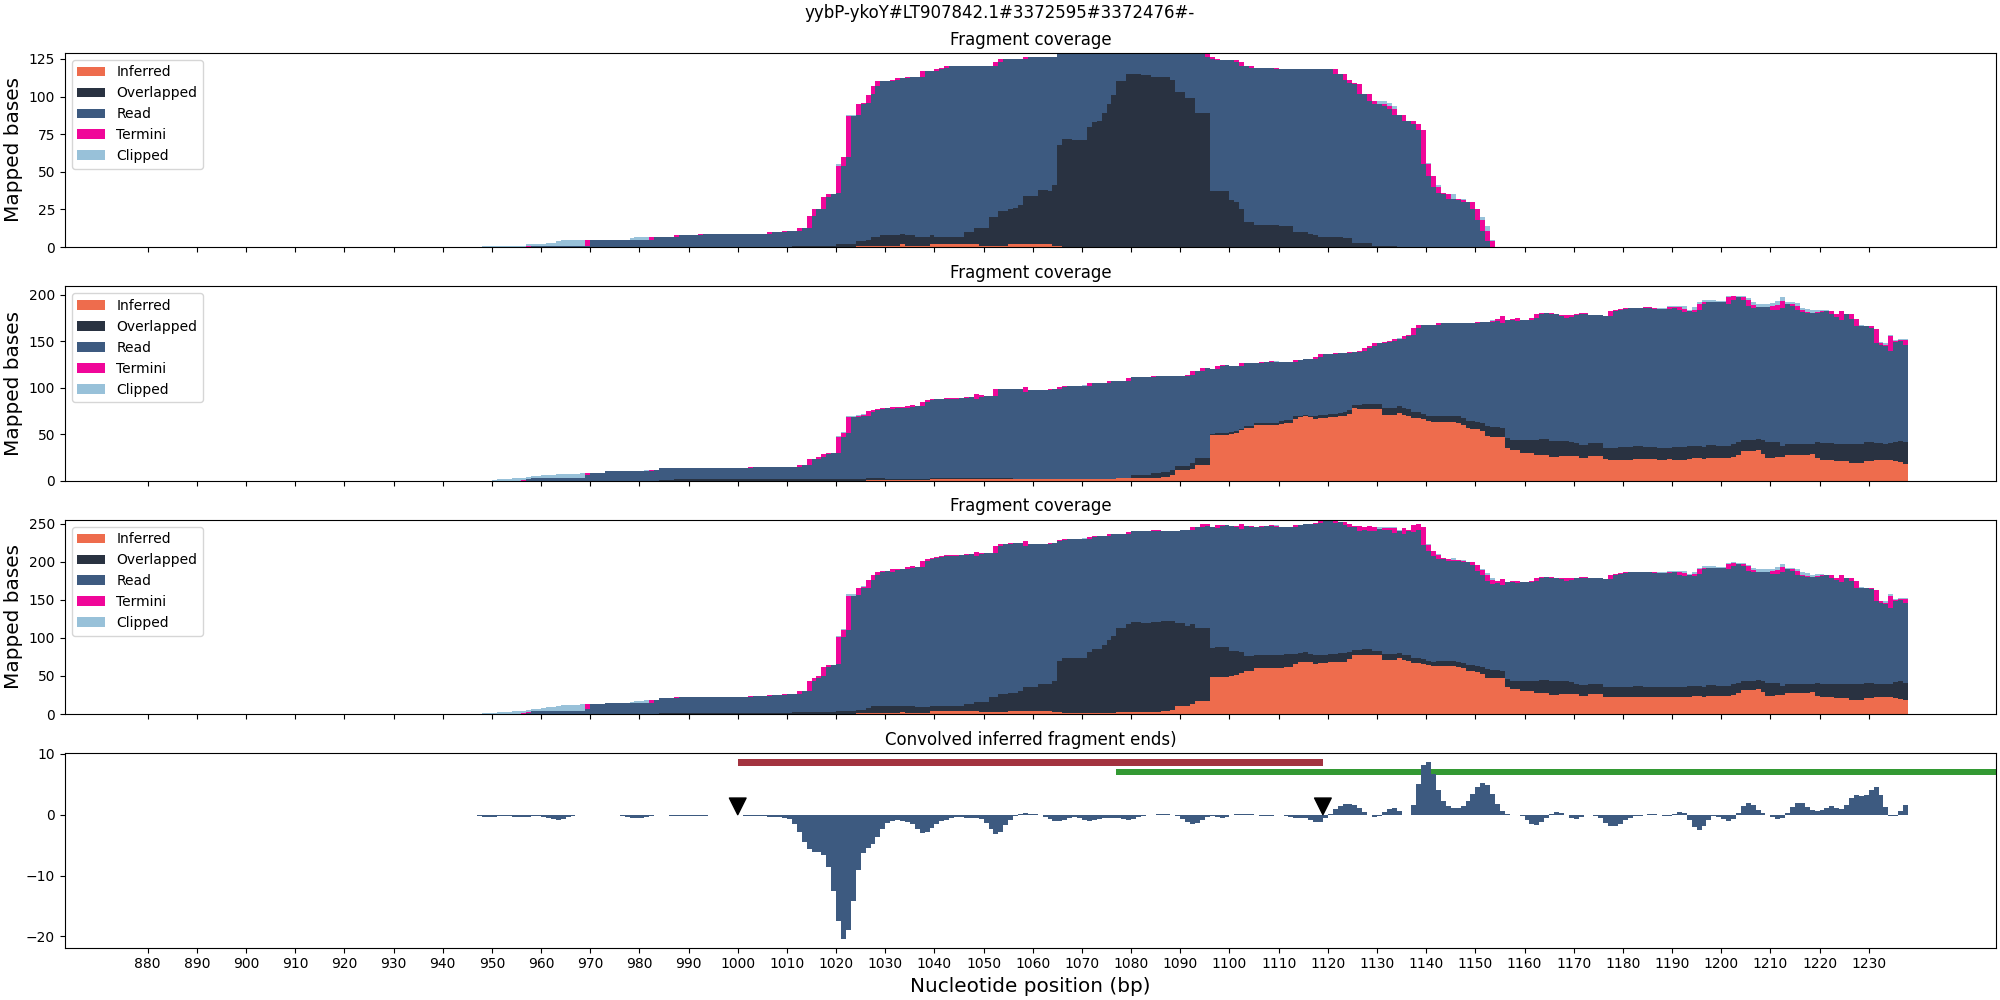 yybP-ykoY#LT907842.1#3372595#3372476#-
Fragment coverage
Mapped bases
125
100
75
50
25
0
Inferred
Overlapped
Read
Termini
Clipped
Fragment coverage
Mapped bases
200
150
100
50
0
Inferred
Overlapped
Read
Termini
Clipped
Fragment coverage
Mapped bases
250
200
150
100
50
0
Inferred
Overlapped
Read
Termini
Clipped
Convolved inferred fragment ends)
10
0
−10
−20
880 890 900 910 920 930 940 950 960 970 980 990 1000 1010 1020 1030 1040 1050 1060 1070 1080 1090 1100 1110 1120 1130 1140 1150 1160 1170 1180 1190 1200 1210 1220 1230
Nucleotide position (bp)